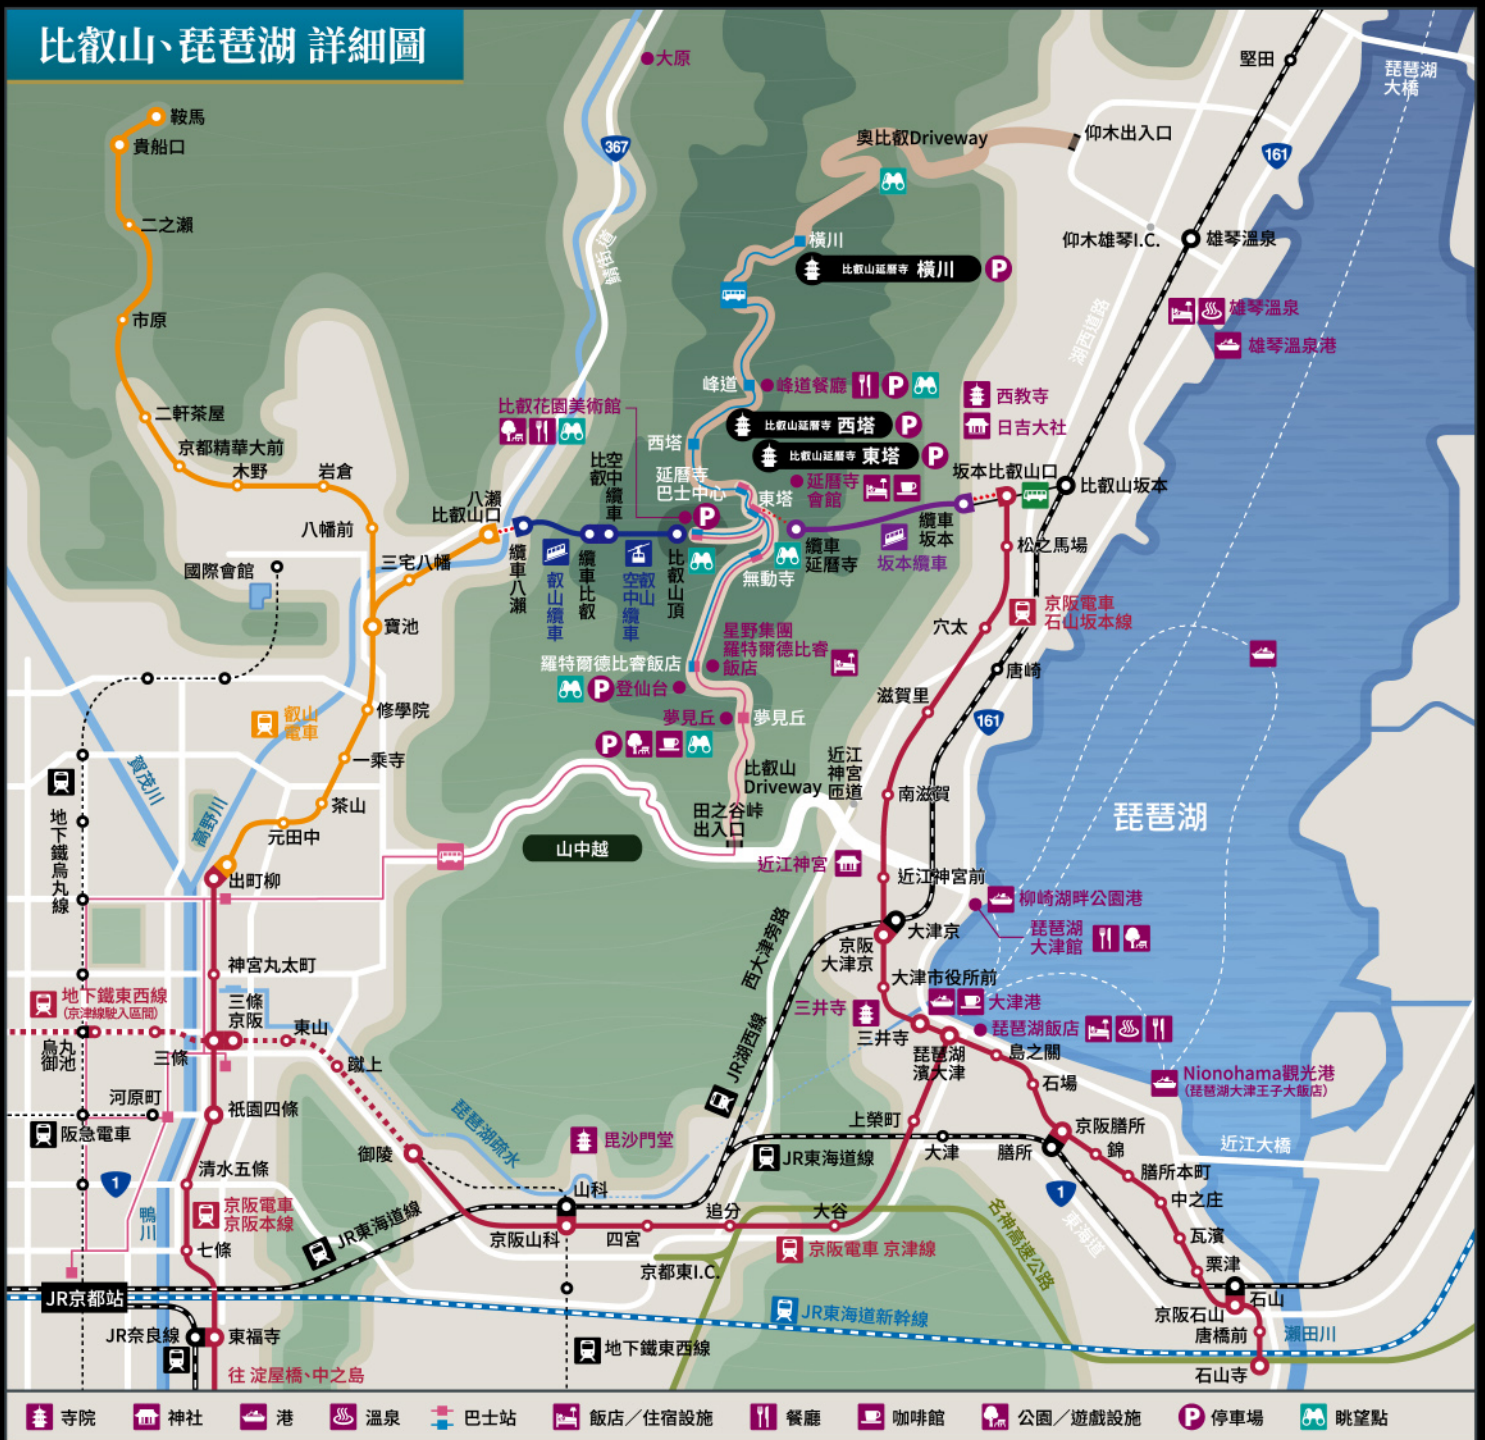 比叡山、琵琶湖 詳細圖
大原
堅田
琵琶湖
大橋
鞍馬
貴船口
367
奧比叡Driveway
仰木出入口
161
二之瀨
鯖街道
橫川
仰木雄琴I.C.
雄琴溫泉
比叡山延曆寺 橫川
P
市原
湖西道路
雄琴溫泉
雄琴溫泉港
峰道
峰道餐廳
P
西教寺
日吉大社
二軒茶屋
比叡花園美術館
比叡山延曆寺 西塔
P
西塔
比叡山延曆寺 東塔
P
京都精華大前
木野
岩倉
比叡
空中纜車
延曆寺
巴士中心
東塔
延曆寺
會館
坂本比叡山口
比叡山坂本
八瀨
比叡山口
P
八幡前
纜車八瀨
叡山纜車
纜車比叡
叡山
空中纜車
比叡山頂
纜車
延曆寺
纜車
坂本
坂本纜車
松之馬場
無動寺
三宅八幡
國際會館
寶池
京阪電車
石山坂本線
穴太
星野集團
羅特爾德比睿
飯店
羅特爾德比睿飯店
唐崎
P
登仙台
滋賀里
夢見丘
夢見丘
161
叡山
電車
修學院
一乘寺
P
近江
神宮
匝道
比叡山
Driveway
賀茂川
高野川
茶山
元田中
南滋賀
田之谷峠
出入口
琵琶湖
地下鐵烏丸線
山中越
近江神宮
近江神宮前
出町柳
柳崎湖畔公園港
琵琶湖
大津館
大津京
京阪
大津京
西大津旁路
神宮丸太町
大津市役所前
地下鐵東西線
(京津線駛入區間)
三條
京阪
東山
三井寺
大津港
琵琶湖飯店
三井寺
烏丸
御池
三條
蹴上
JR湖西線
琵琶湖
濱大津
島之關
石場
Nionohama觀光港
(琵琶湖大津王子大飯店)
河原町
祇園四條
阪急電車
琵琶湖疏水
毘沙門堂
上榮町
京阪膳所
錦
近江大橋
御陵
JR東海道線
大津
膳所
膳所本町
清水五條
1
山科
1
中之庄
京阪電車
京阪本線
鴨川
JR東海道線
追分
大谷
東海道
瓦濱
京阪山科
四宮
京阪電車 京津線
名神高速公路
七條
京都東I.C.
粟津
JR京都站
石山
京阪石山
JR東海道新幹線
唐橋前
瀨田川
JR奈良線
東福寺
地下鐵東西線
往 淀屋橋、中之島
石山寺
寺院
神社
港
溫泉
巴士站
飯店／住宿設施
餐廳
咖啡館
公園／遊戲設施
P
停車場
眺望點